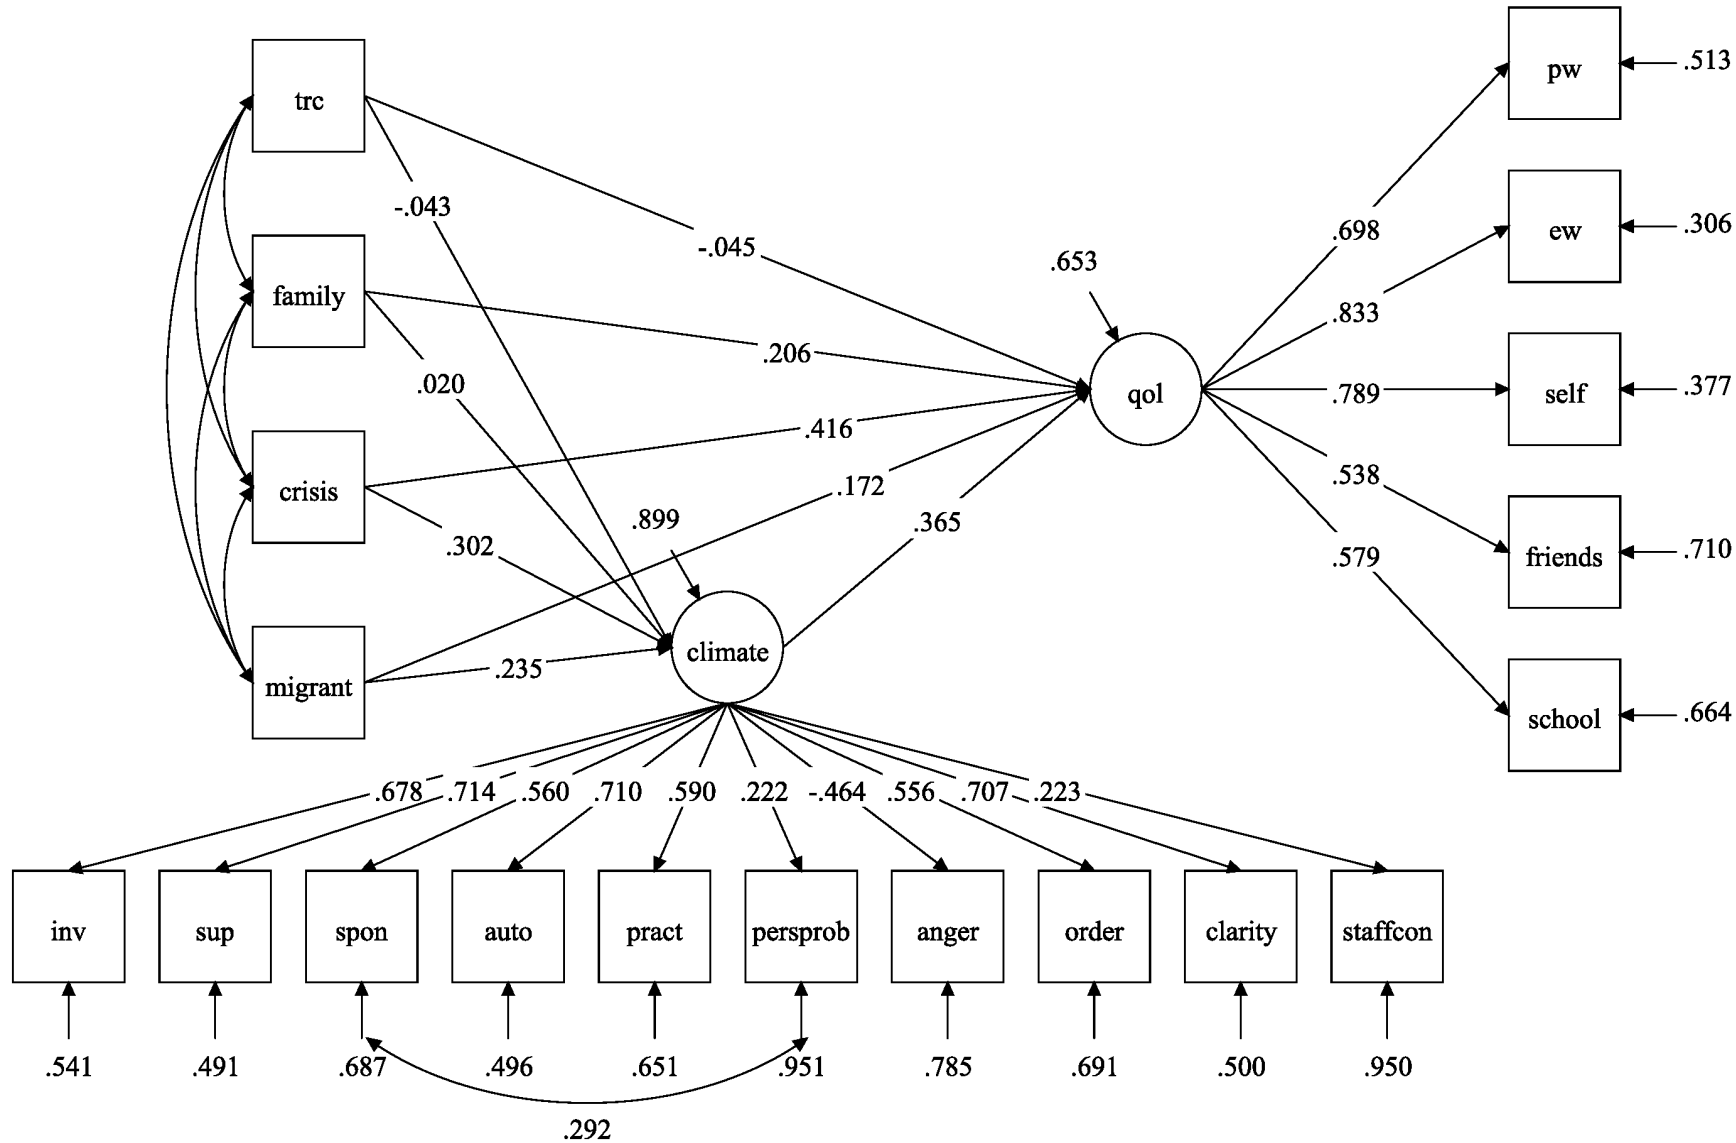 trc
family
crisis
migrant
-.043
-.045
.020
.206
.302
.416
.235
.172
.899
.365
climate
.653
qol
.698
.833
.789
.538
.579
pw
.513
ew
.306
self
.377
friends
.710
school
.664
.678 .714 .560 .710 .590 .222 -.464 .556 .707 .223
inv sup spon auto pract persprob anger order clarity staffcon
.541 .491 .687 .496 .651 .951 .785 .691 .500 .950
.292